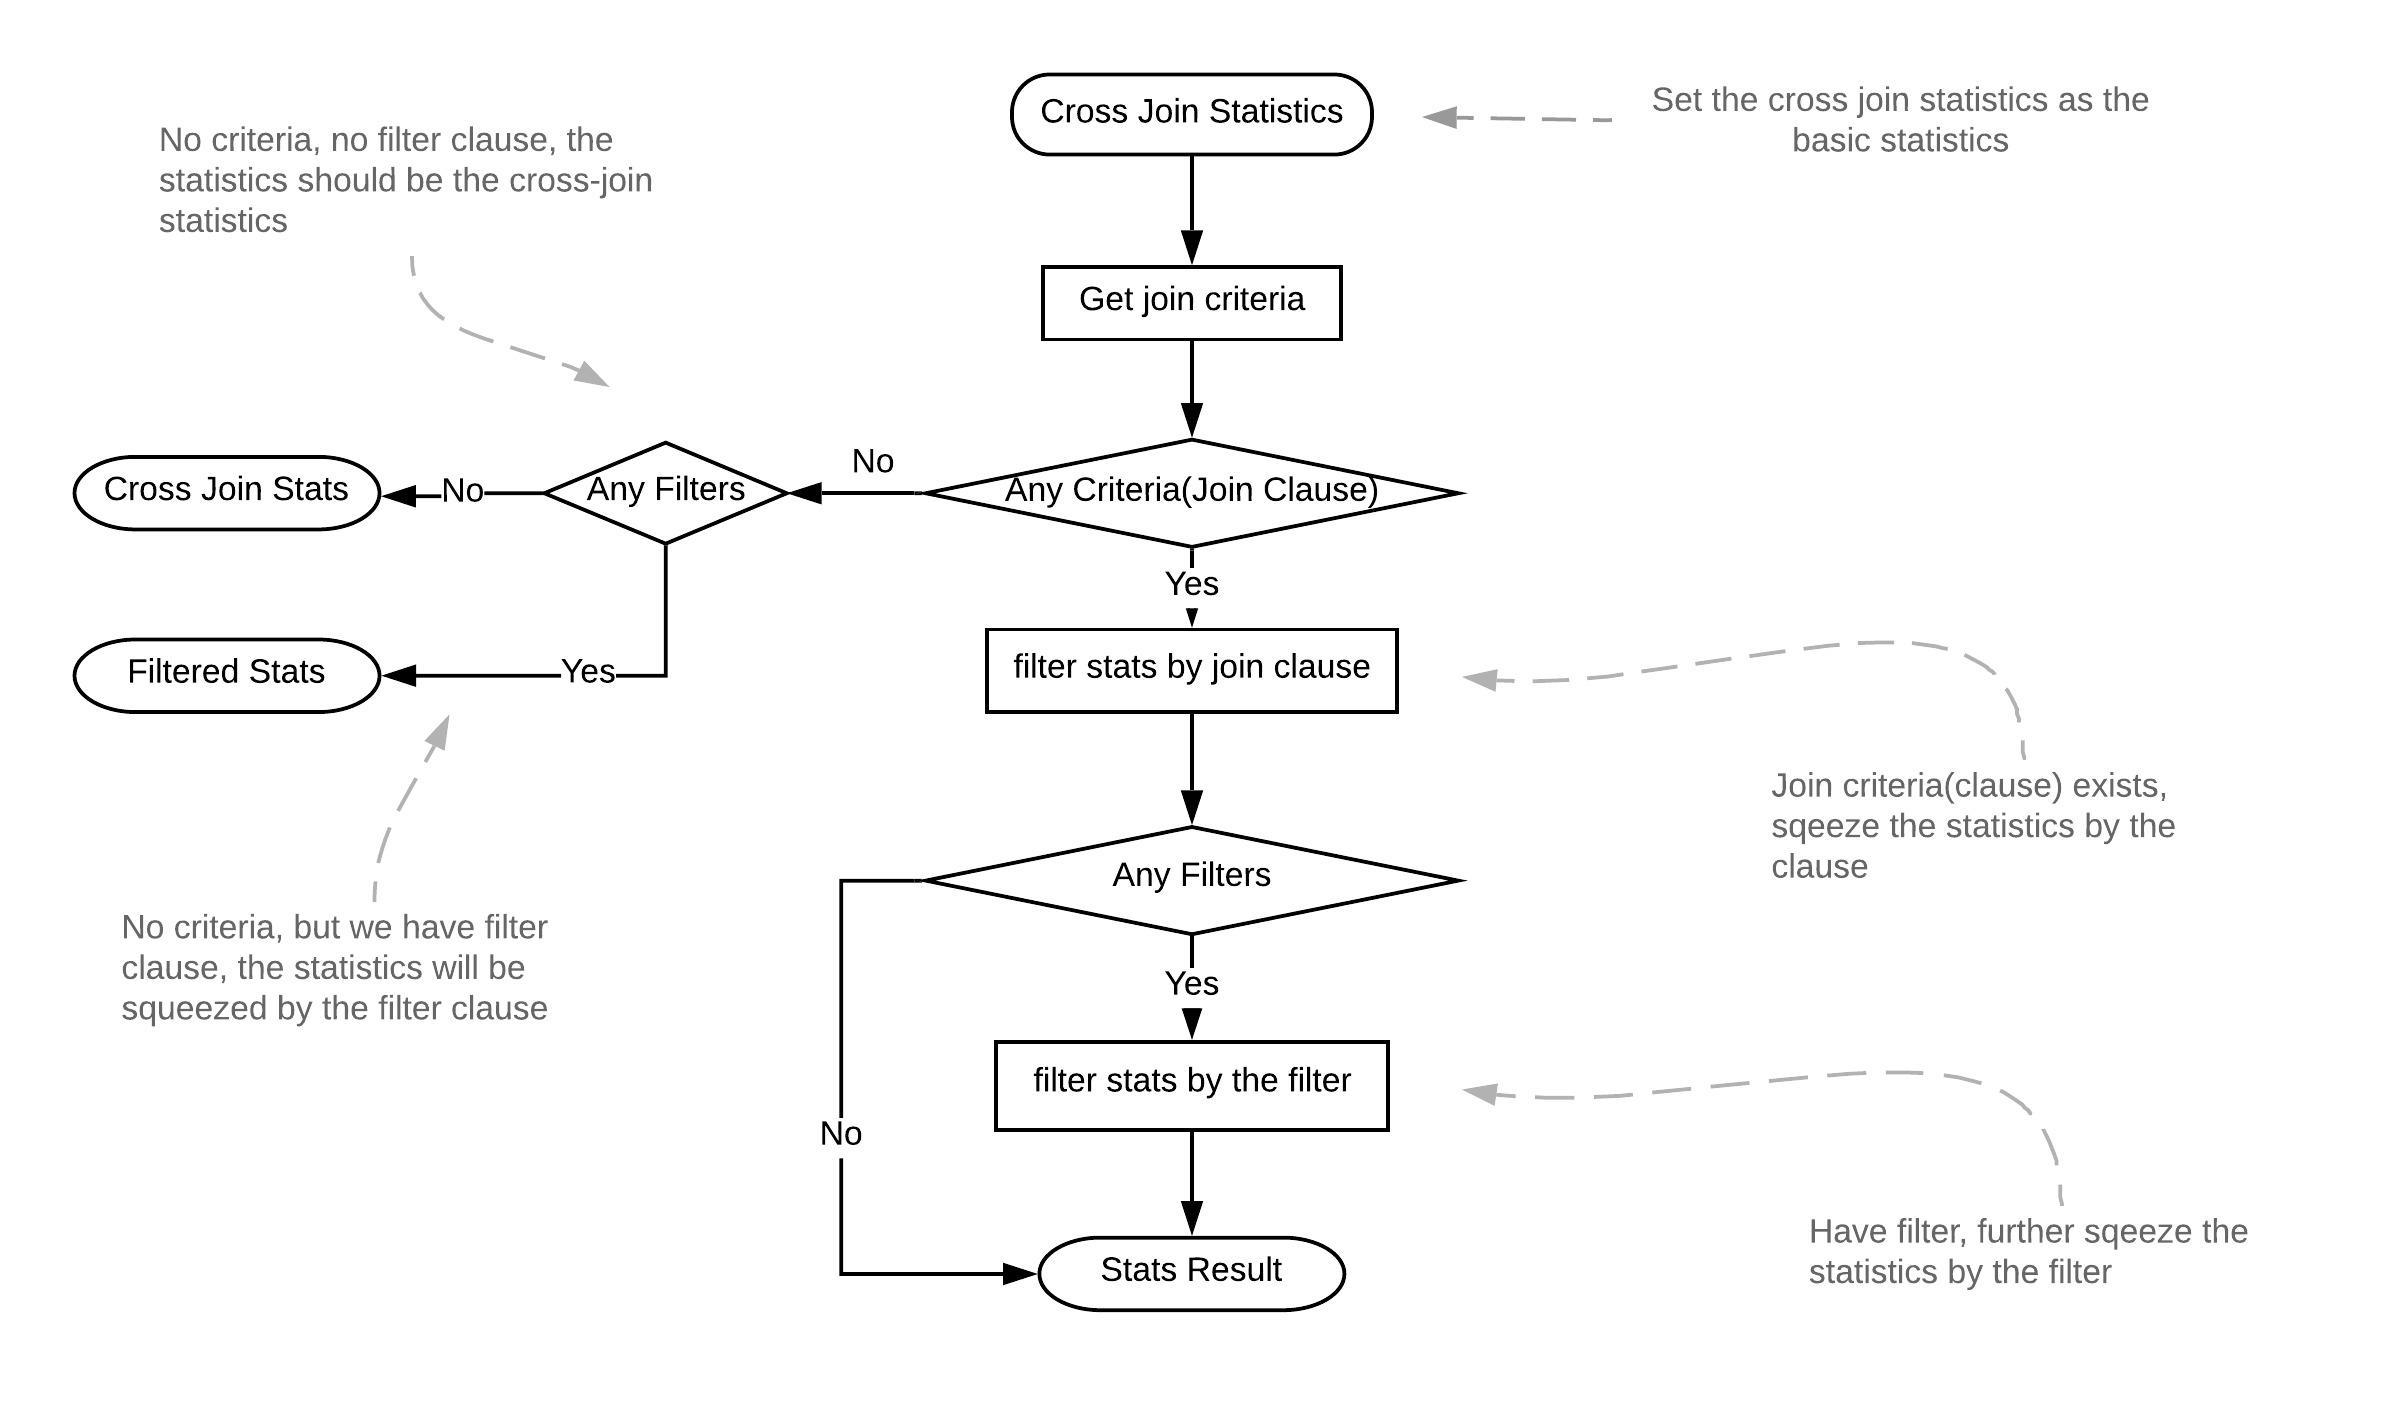 Cross Join Statistics
Set the cross join statistics as the
basic statistics
No criteria, no filter clause, the
statistics should be the cross-join
statistics
Get join criteria
Cross Join Stats
No
Any Filters
No
Any Criteria(Join Clause)
Yes
Filtered Stats
Yes
filter stats by join clause
Join criteria(clause) exists,
sqeeze the statistics by the
clause
Any Filters
No criteria, but we have filter
clause, the statistics will be
squeezed by the filter clause
Yes
filter stats by the filter
No
Have filter, further sqeeze the
statistics by the filter
Stats Result